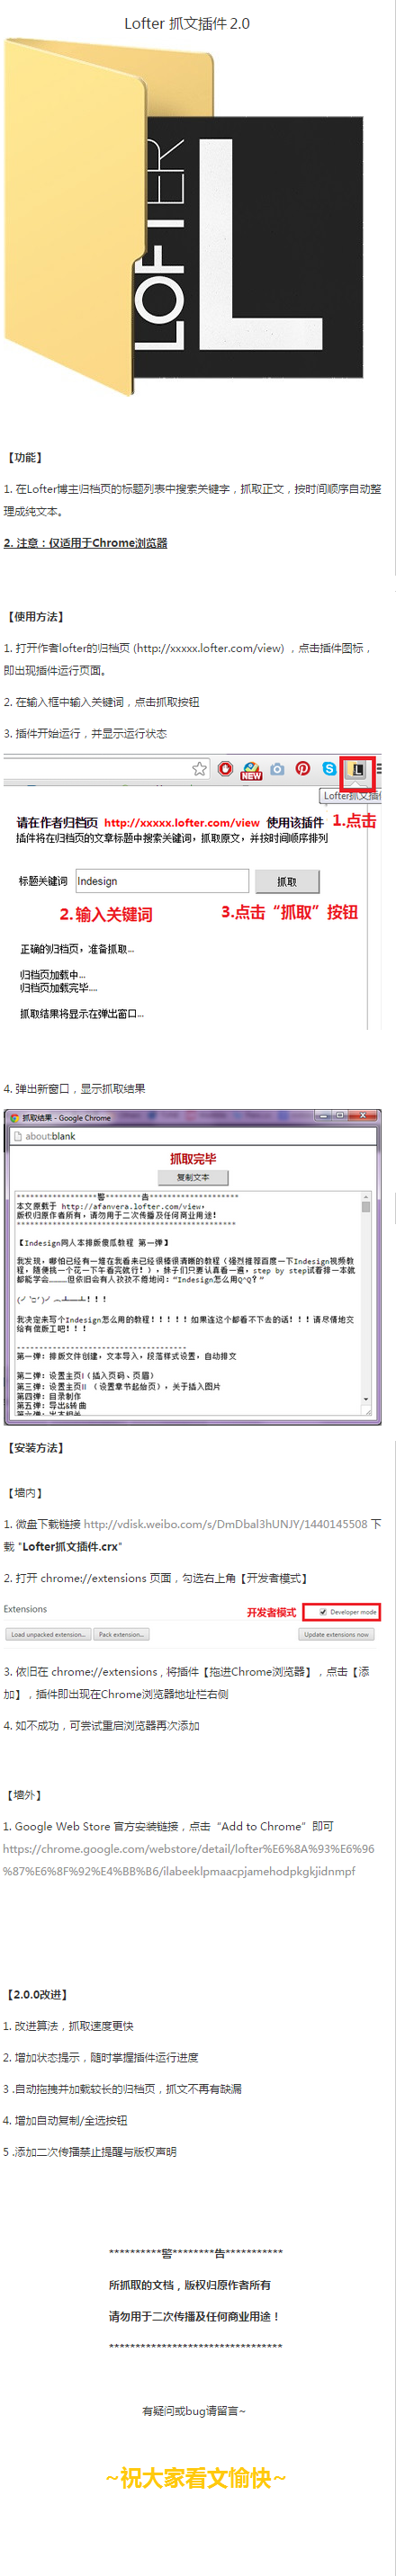 Lofter 抓文插件 2.0
LOFTER
L
【功能】
1. 在Lofter博主归档页的标题列表中搜索关键字，抓取正文，按时间顺序自动整
理成纯文本。
2. 注意：仅适用于Chrome浏览器
【使用方法】
1. 打开作者lofter的归档页 (http://xxxxx.lofter.com/view) ，点击插件图标，
即出现插件运行页面。
2. 在输入框中输入关键词，点击抓取按钮
3. 插件开始运行，并显示运行状态
NEW
L
Lofter抓文插件
请在作者归档页 http://xxxxx.lofter.com/view 使用该插件
1.点击
插件将在归档页的文章标题中搜索关键词，抓取原文，并按时间顺序排列
标题关键词 Indesign 抓取
2.输入关键词
3.点击“抓取”按钮
正确的归档页，准备抓取...
归档页加载中...
归档页加载完毕....
抓取结果将显示在弹出窗口...
4. 弹出新窗口，显示抓取结果
抓取结果 - Google Chrome
about:blank
抓取完毕
复制文本
******************警********告********************
本文原载于 http://afanvera.lofter.com/view，
版权归原作者所有，请勿用于二次传播及任何商业用途！
【Indesign同人本排版傻瓜教程 第一弹】
我发现，哪怕已经有一堆在我看来已经很棒很清晰的教程（强烈推荐百度一下Indesign视频教
程，随便挑一个花一下午看完就行！），妹子们只要认真看一遍，step by step试着排一本就
都能学会…………但依旧会有人孜孜不倦地问：“Indesign怎么用Q^Q？”
我决定来写个Indesign怎么用的教程！！！！！如果连这个都看不下去的话！！！请尽情地交
给有偿版工吧！！！
第一弹：排版文件创建，文本导入，段落样式设置，自动排文
第二弹：设置主页Ⅰ（插入页码、页眉）
第三弹：设置主页Ⅱ （设置章节起始页），关于插入图片
第四弹：目录制作
第五弹：导出&转曲
第六弹：出本相关
【安装方法】
【墙内】
1. 微盘下载链接 http://vdisk.weibo.com/s/DmDbal3hUNJY/1440145508 下
载 "Lofter抓文插件.crx"
2. 打开 chrome://extensions 页面，勾选右上角【开发者模式】
Extensions
开发者模式
Developer mode
Load unpacked extension... Pack extension... Update extensions now
3. 依旧在 chrome://extensions , 将插件【拖进Chrome浏览器】，点击【添
加】，插件即出现在Chrome浏览器地址栏右侧
4. 如不成功，可尝试重启浏览器再次添加
【墙外】
1. Google Web Store 官方安装链接，点击“Add to Chrome”即可
https://chrome.google.com/webstore/detail/lofter%E6%8A%93%E6%96
%87%E6%8F%92%E4%BB%B6/ilabeeklpmaacpjamehodpkgkjidnmpf
【2.0.0改进】
1. 改进算法，抓取速度更快
2. 增加状态提示，随时掌握插件运行进度
3 .自动拖拽并加载较长的归档页，抓文不再有缺漏
4. 增加自动复制/全选按钮
5 .添加二次传播禁止提醒与版权声明
**********警********告***********
所抓取的文档，版权归原作者所有
请勿用于二次传播及任何商业用途！
*********************************
有疑问或bug请留言~
~祝大家看文愉快~